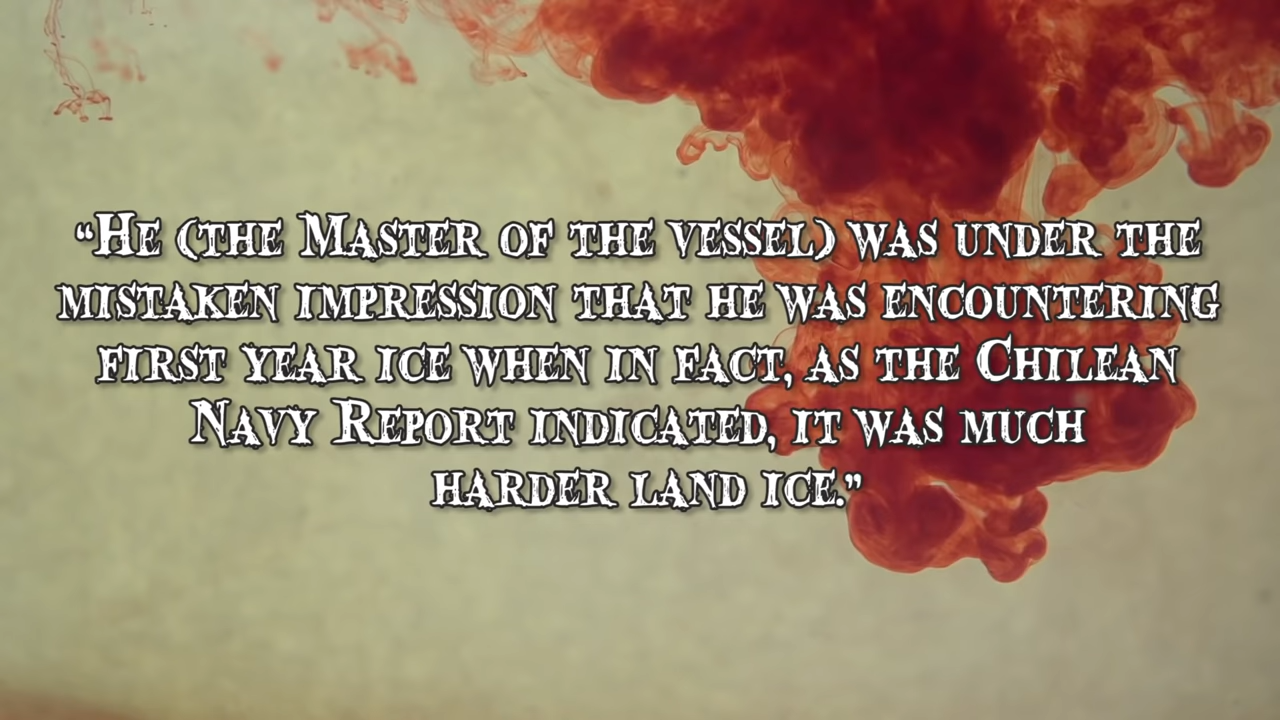 “He (the Master of the vessel) was under the
mistaken impression that he was encountering
first year ice when in fact, as the Chilean
Navy Report indicated, it was much
harder land ice.”